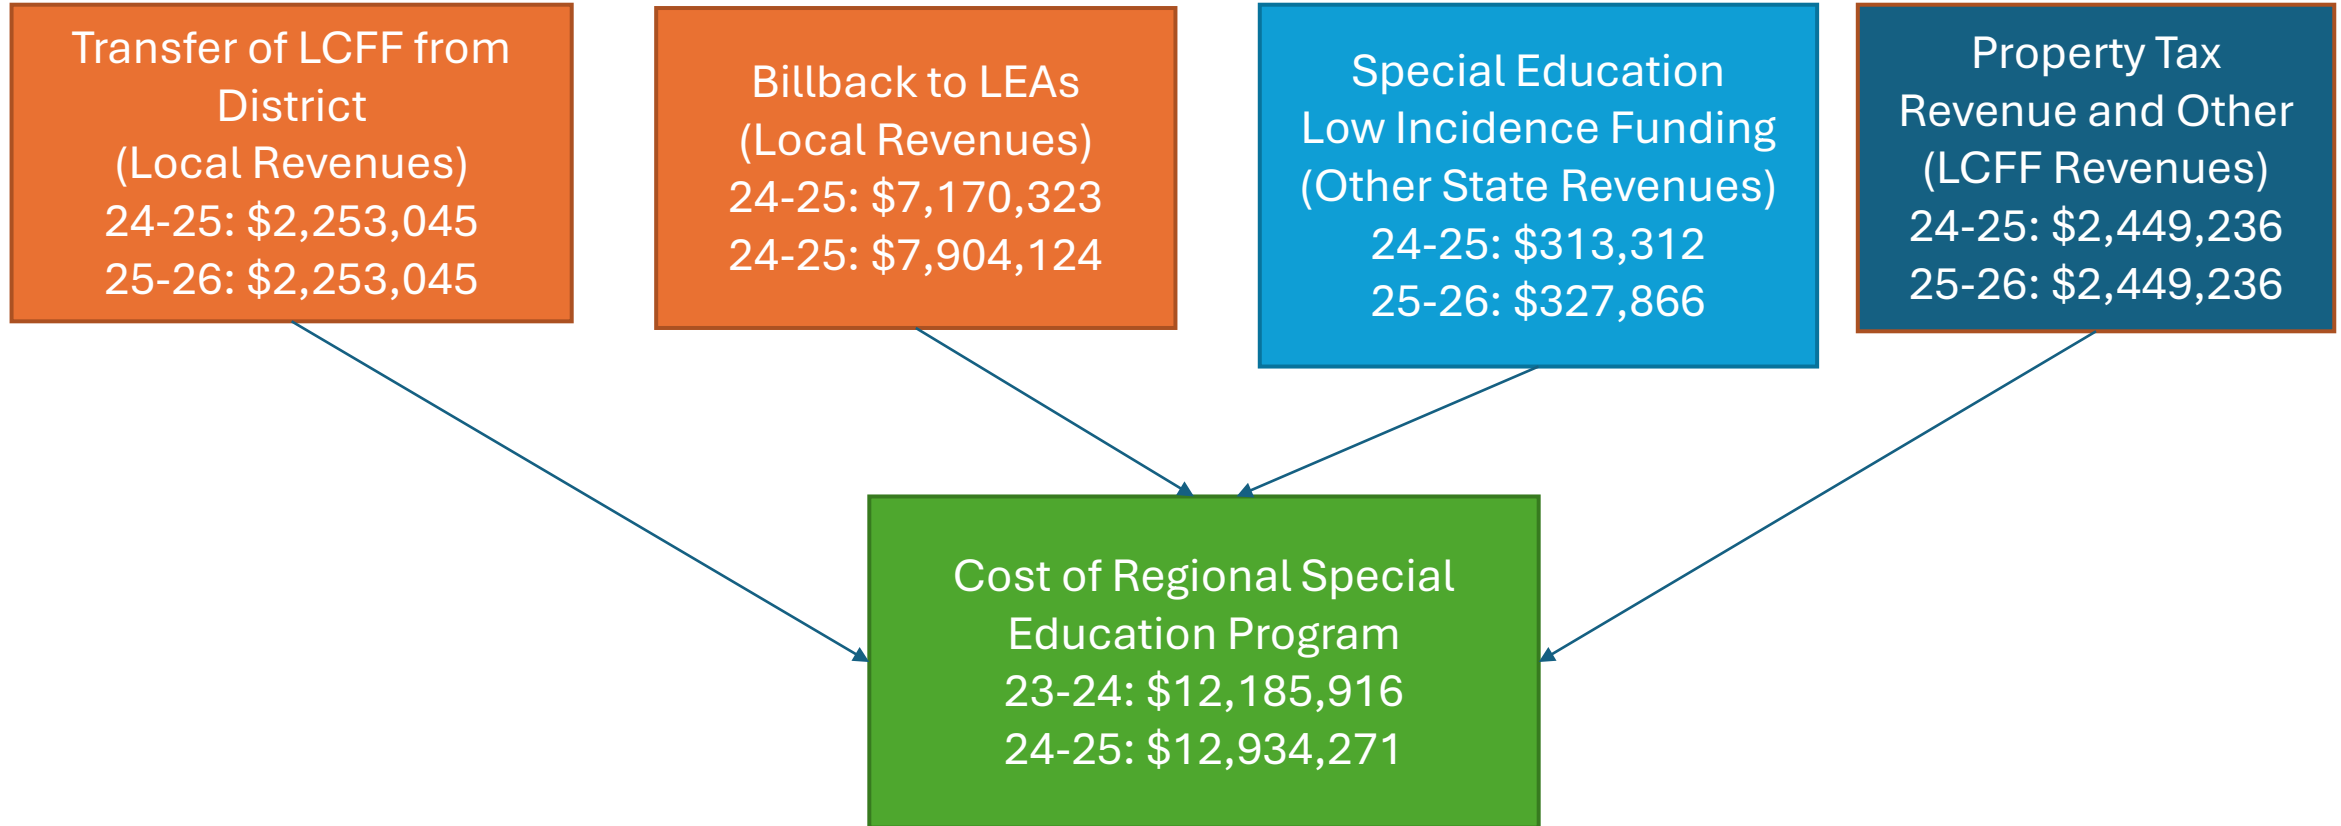 Transfer of LCFF from
District
(Local Revenues)
24-25: $2,253,045
25-26: $2,253,045
Billback to LEAs
(Local Revenues)
24-25: $7,170,323
24-25: $7,904,124
Special Education
Low Incidence Funding
(Other State Revenues)
24-25: $313,312
25-26: $327,866
Property Tax
Revenue and Other
(LCFF Revenues)
24-25: $2,449,236
25-26: $2,449,236
Cost of Regional Special
Education Program
23-24: $12,185,916
24-25: $12,934,271